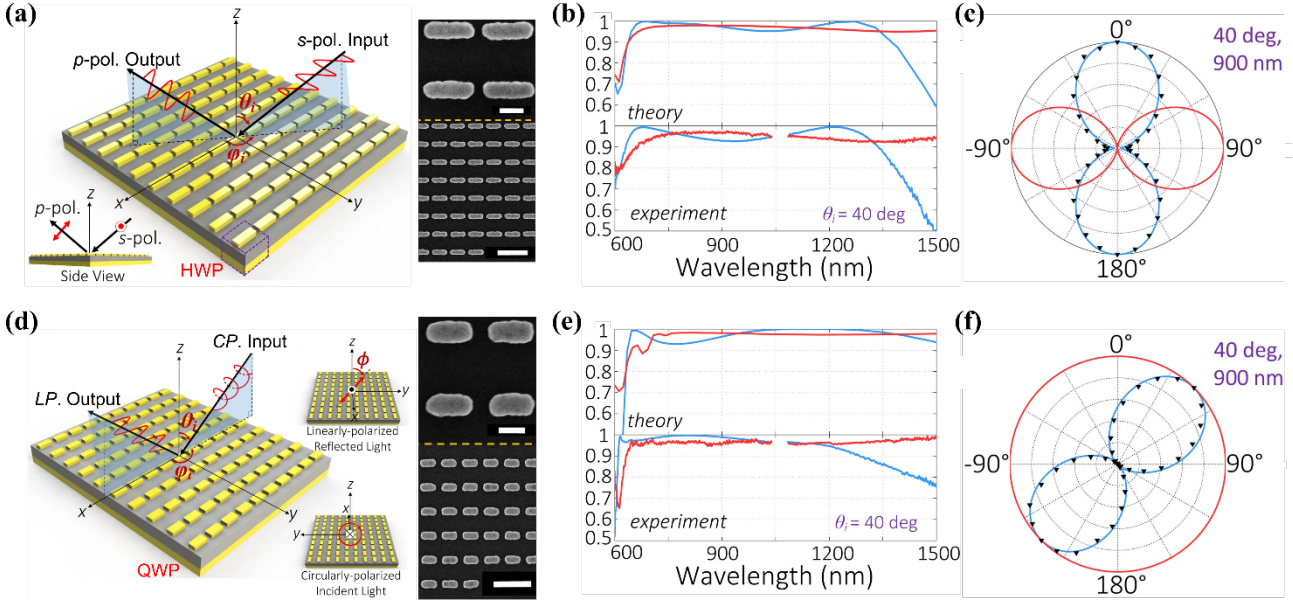 (a)
z
p-pol. Output
s-pol. Input
θi
φi
x
y
z
p-pol.
s-pol.
Side View
HWP
(b)
1
0.9
0.8
0.7
0.6
theory
1
0.9
0.8
0.7
0.6
0.5
experiment
θi = 40 deg
600
900
1200
1500
Wavelength (nm)
(c)
0°
40 deg,
900 nm
-90°
90°
180°
(d)
z
CP. Input
LP. Output
θi
φi
x
y
QWP
z
ϕ
y
x
Linearly-polarized
Reflected Light
x
y
Circularly-polarized
Incident Light
(e)
1
0.9
0.8
0.7
0.6
theory
1
0.9
0.8
0.7
0.6
0.5
experiment
θi = 40 deg
600
900
1200
1500
Wavelength (nm)
(f)
0°
40 deg,
900 nm
-90°
90°
180°